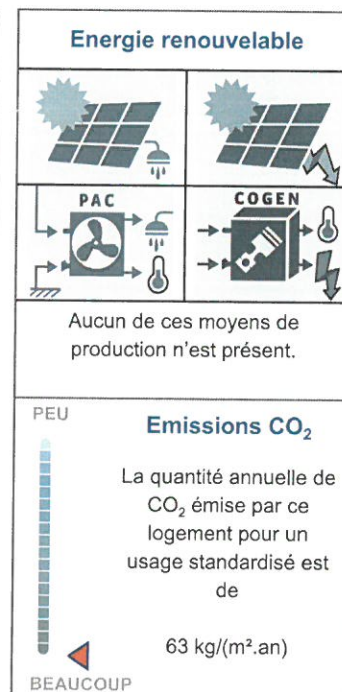 Energie renouvelable
PAC
COGEN
Aucun de ces moyens de
production n'est présent.
PEU
Emissions CO₂
La quantité annuelle de
CO₂ émise par ce
logement pour un
usage standardisé est
de
63 kg/(m².an)
BEAUCOUP